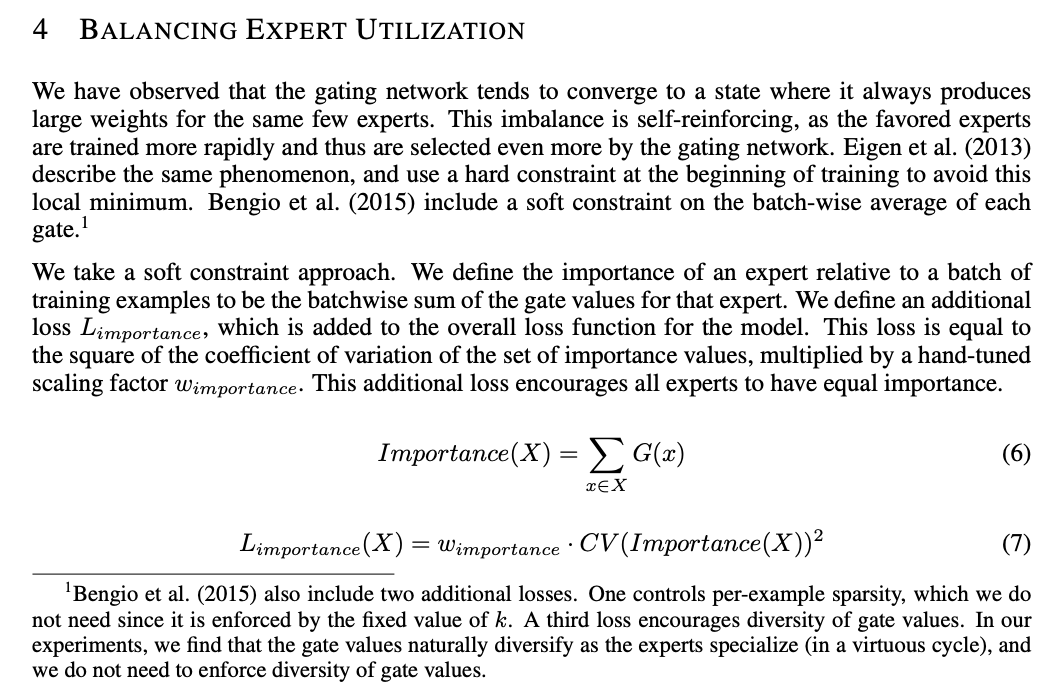 4 BALANCING EXPERT UTILIZATION
We have observed that the gating network tends to converge to a state where it always produces
large weights for the same few experts. This imbalance is self-reinforcing, as the favored experts
are trained more rapidly and thus are selected even more by the gating network. Eigen et al. (2013)
describe the same phenomenon, and use a hard constraint at the beginning of training to avoid this
local minimum. Bengio et al. (2015) include a soft constraint on the batch-wise average of each
gate.¹
We take a soft constraint approach. We define the importance of an expert relative to a batch of
training examples to be the batchwise sum of the gate values for that expert. We define an additional
loss L_{importance}, which is added to the overall loss function for the model. This loss is equal to
the square of the coefficient of variation of the set of importance values, multiplied by a hand-tuned
scaling factor w_{importance}. This additional loss encourages all experts to have equal importance.
Importance(X) = ∑_{x∈X} G(x) (6)
L_{importance}(X) = w_{importance} · CV(Importance(X))² (7)
¹Bengio et al. (2015) also include two additional losses. One controls per-example sparsity, which we do
not need since it is enforced by the fixed value of k. A third loss encourages diversity of gate values. In our
experiments, we find that the gate values naturally diversify as the experts specialize (in a virtuous cycle), and
we do not need to enforce diversity of gate values.